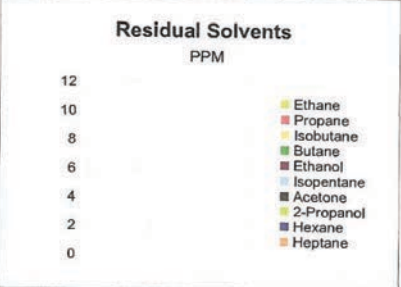 Residual Solvents
PPM
12
10
8
6
4
2
0
Ethane
Propane
Isobutane
Butane
Ethanol
Isopentane
Acetone
2-Propanol
Hexane
Heptane